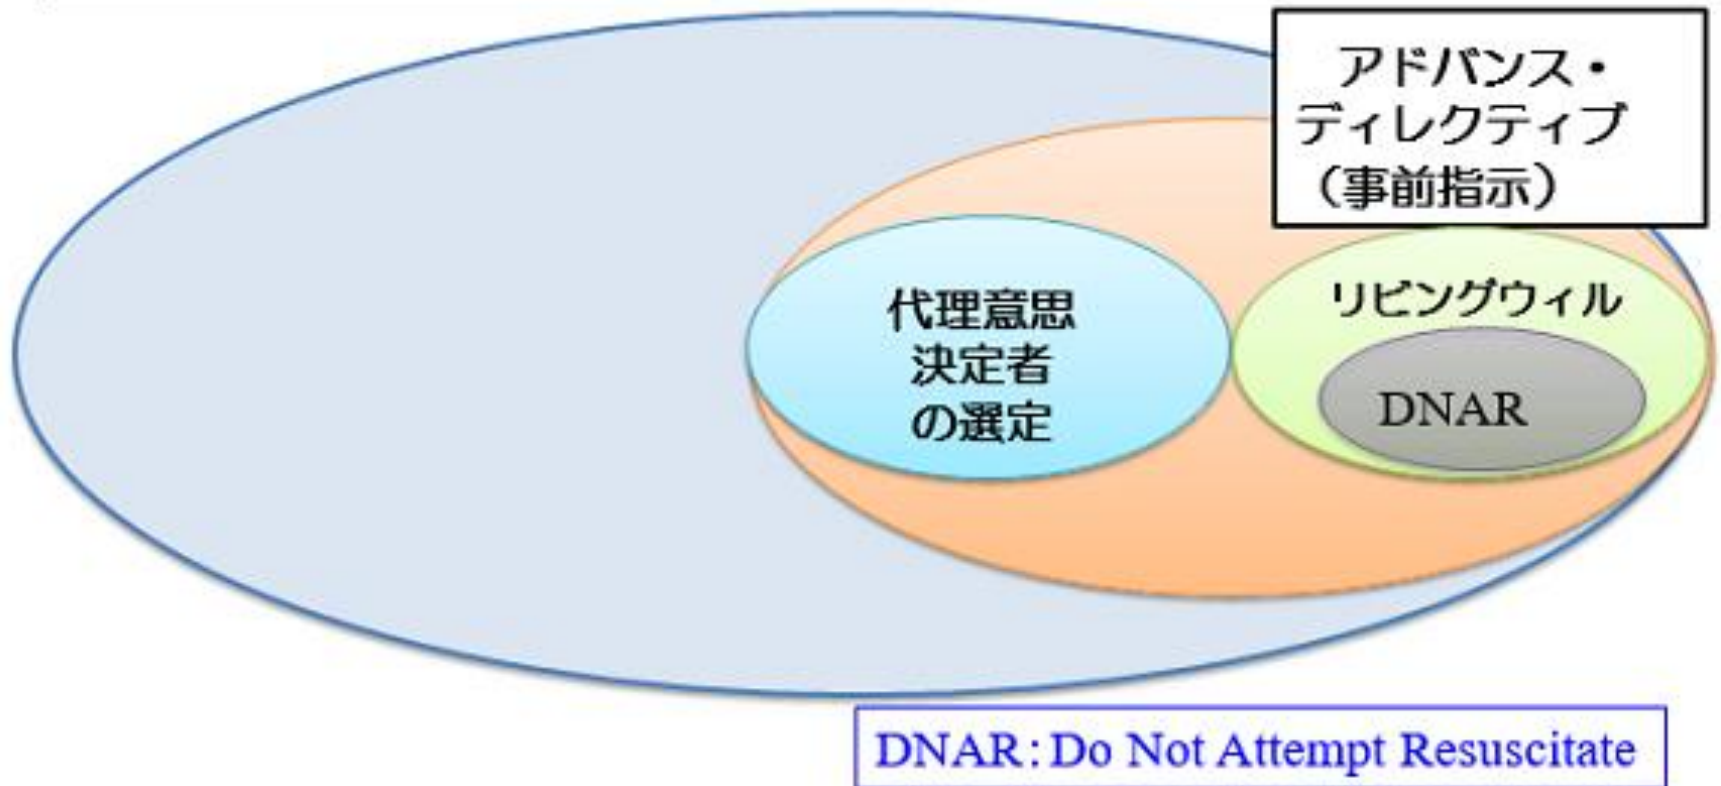 アドバンス・
ディレクティブ
（事前指示）
代理意思
決定者
の選定
リビングウィル
DNAR
DNAR：Do Not Attempt Resuscitate